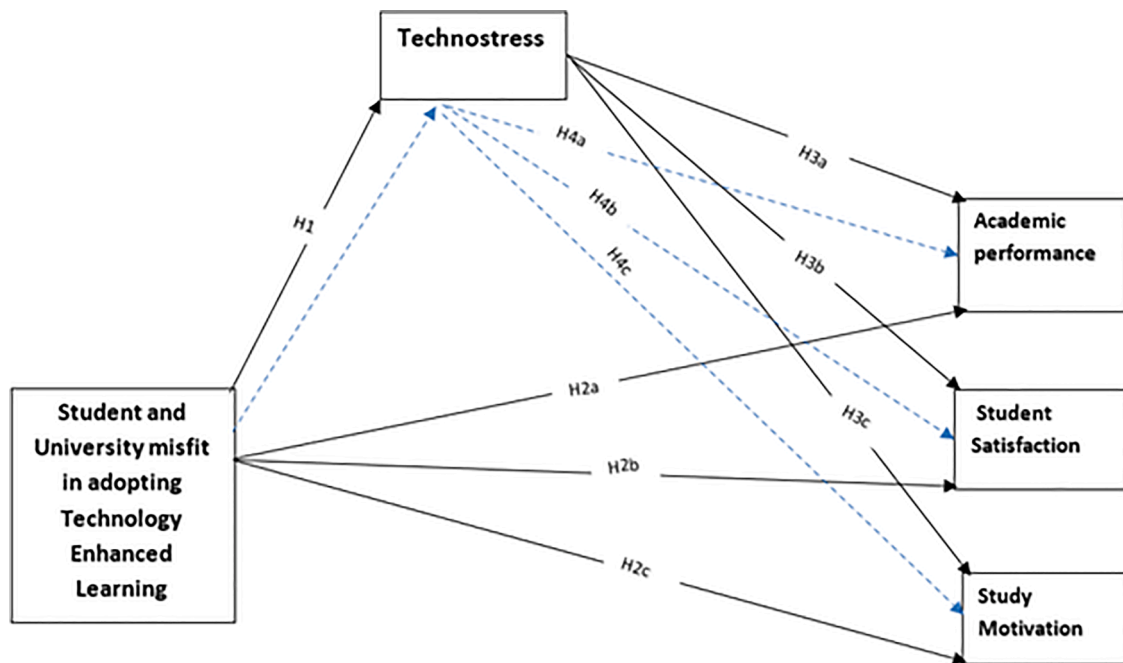 Technostress
H4a
H3a
H4b
H1
Academic
performance
H3b
H4c
H2a
H3c
Student and
University misfit
in adopting
Technology
Enhanced
Learning
Student
Satisfaction
H2b
H2c
Study
Motivation